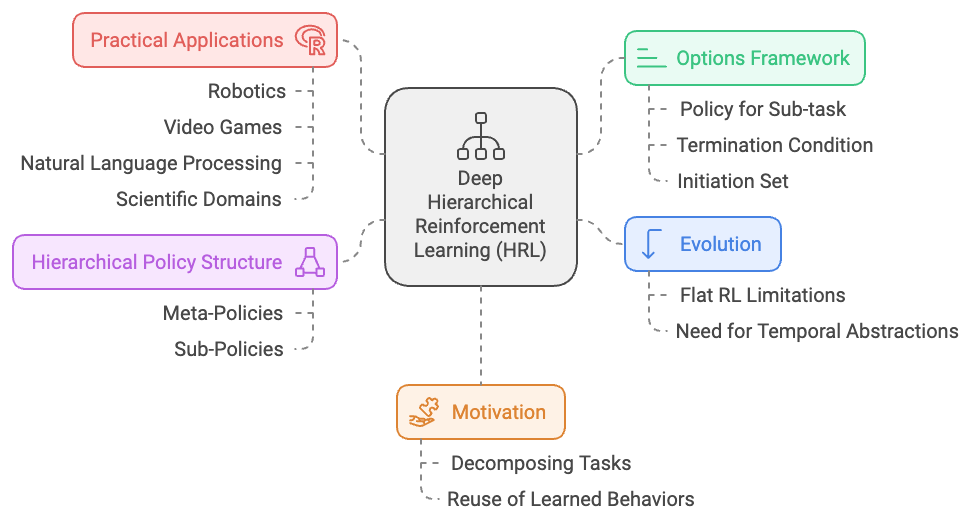 Practical Applications
Robotics
Video Games
Natural Language Processing
Scientific Domains
Hierarchical Policy Structure
Meta-Policies
Sub-Policies
Deep
Hierarchical
Reinforcement
Learning (HRL)
Options Framework
Policy for Sub-task
Termination Condition
Initiation Set
Evolution
Flat RL Limitations
Need for Temporal Abstractions
Motivation
Decomposing Tasks
Reuse of Learned Behaviors